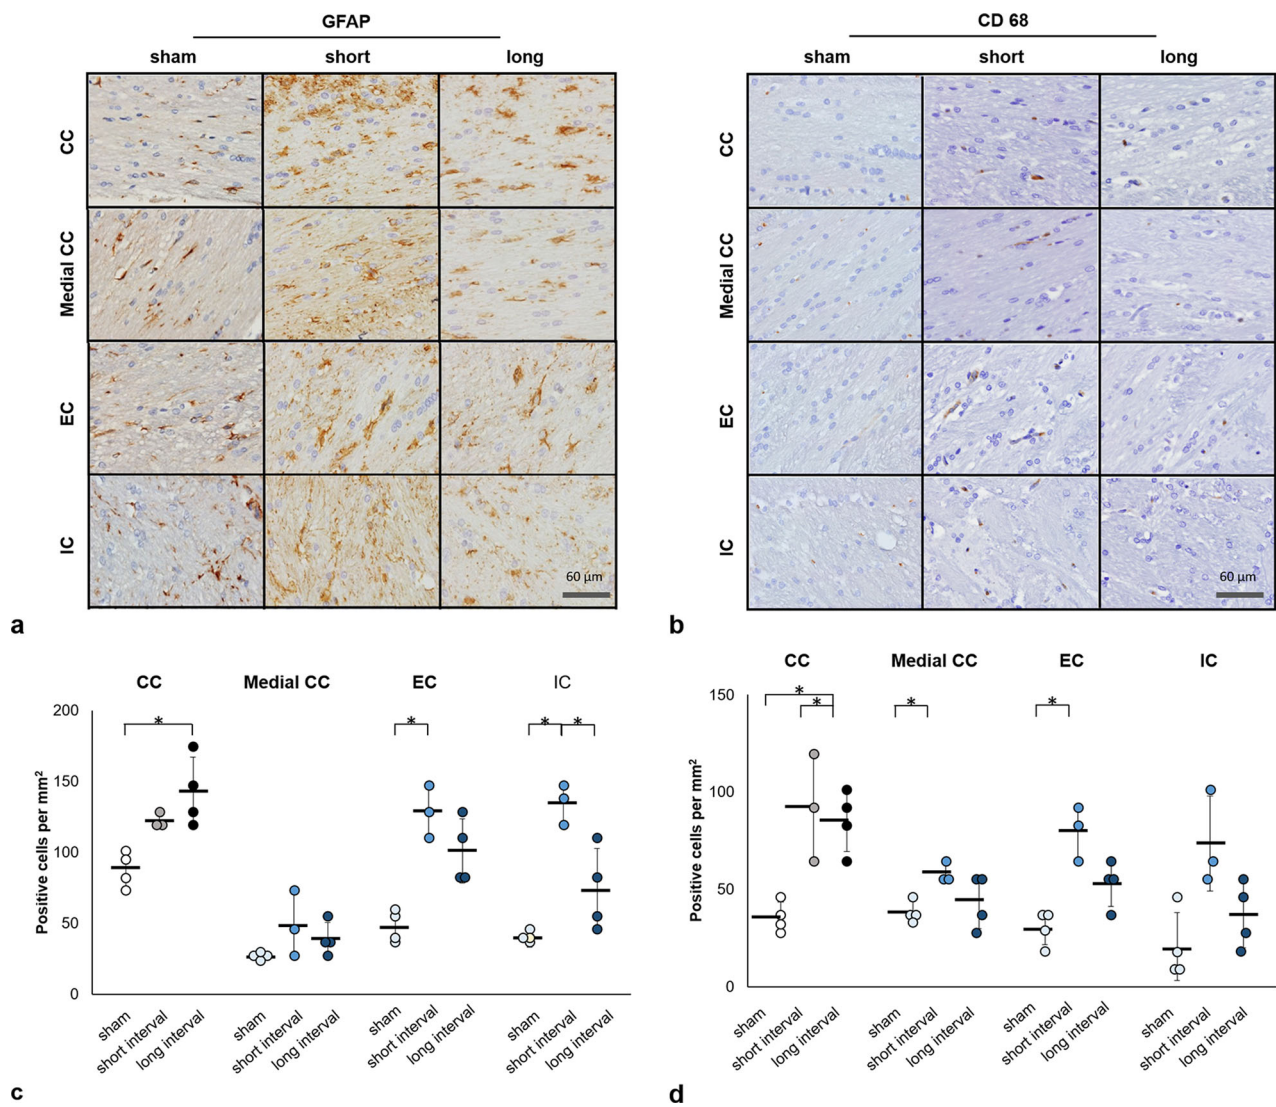 GFAP
sham short long
CC
Medial CC
EC
IC
60 µm
a
CD 68
sham short long
CC
Medial CC
EC
IC
60 µm
b
CC Medial CC EC IC
* * * *
Positive cells per mm²
200
150
100
50
0
sham short interval long interval sham short interval long interval sham short interval long interval sham short interval long interval
c
CC Medial CC EC IC
* * * *
Positive cells per mm²
150
100
50
0
sham short interval long interval sham short interval long interval sham short interval long interval sham short interval long interval
d